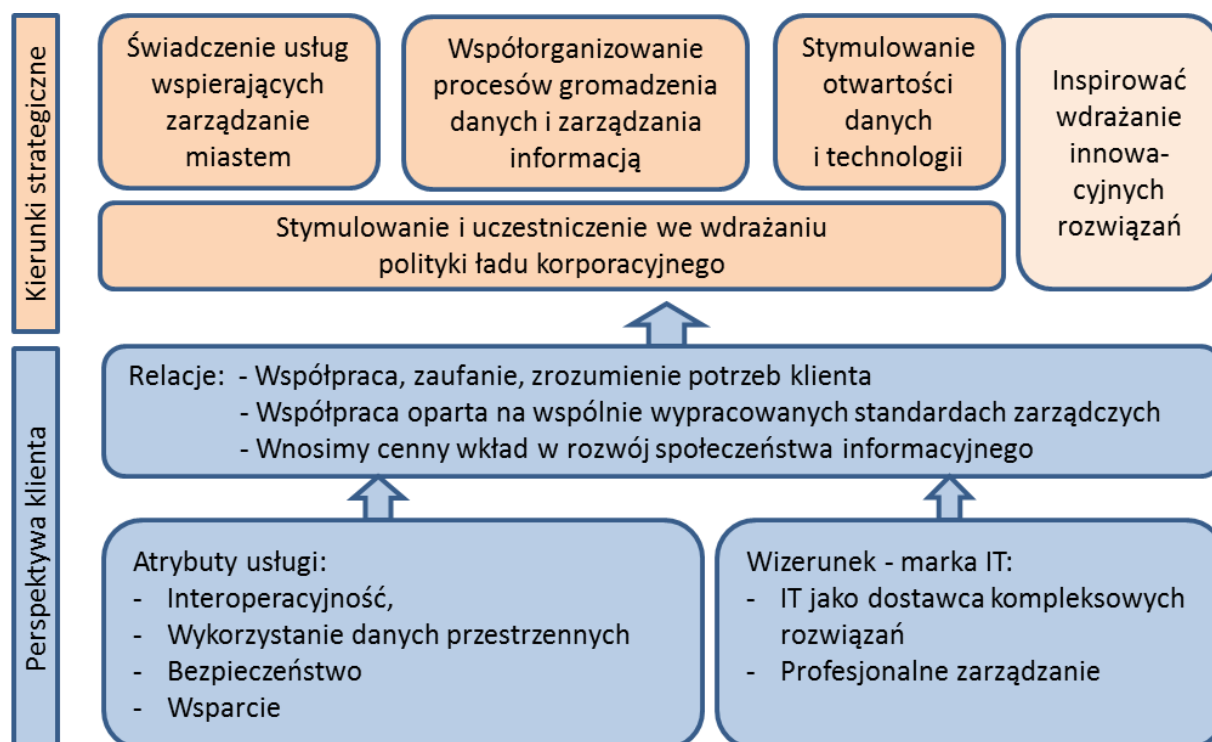 Kierunki strategiczne
Świadczenie usług
wspierających
zarządzanie
miastem
Współorganizowanie
procesów gromadzenia
danych i zarządzania
informacją
Stymulowanie
otwartości
danych
i technologii
Inspirować
wdrażanie
innowa-
cyjnych
rozwiązań
Stymulowanie i uczestniczenie we wdrażaniu
polityki ładu korporacyjnego
Perspektywa klienta
Relacje: - Współpraca, zaufanie, zrozumienie potrzeb klienta
- Współpraca oparta na wspólnie wypracowanych standardach zarządczych
- Wnosimy cenny wkład w rozwój społeczeństwa informacyjnego
Atrybuty usługi:
- Interoperacyjność,
- Wykorzystanie danych przestrzennych
- Bezpieczeństwo
- Wsparcie
Wizerunek - marka IT:
- IT jako dostawca kompleksowych
rozwiązań
- Profesjonalne zarządzanie